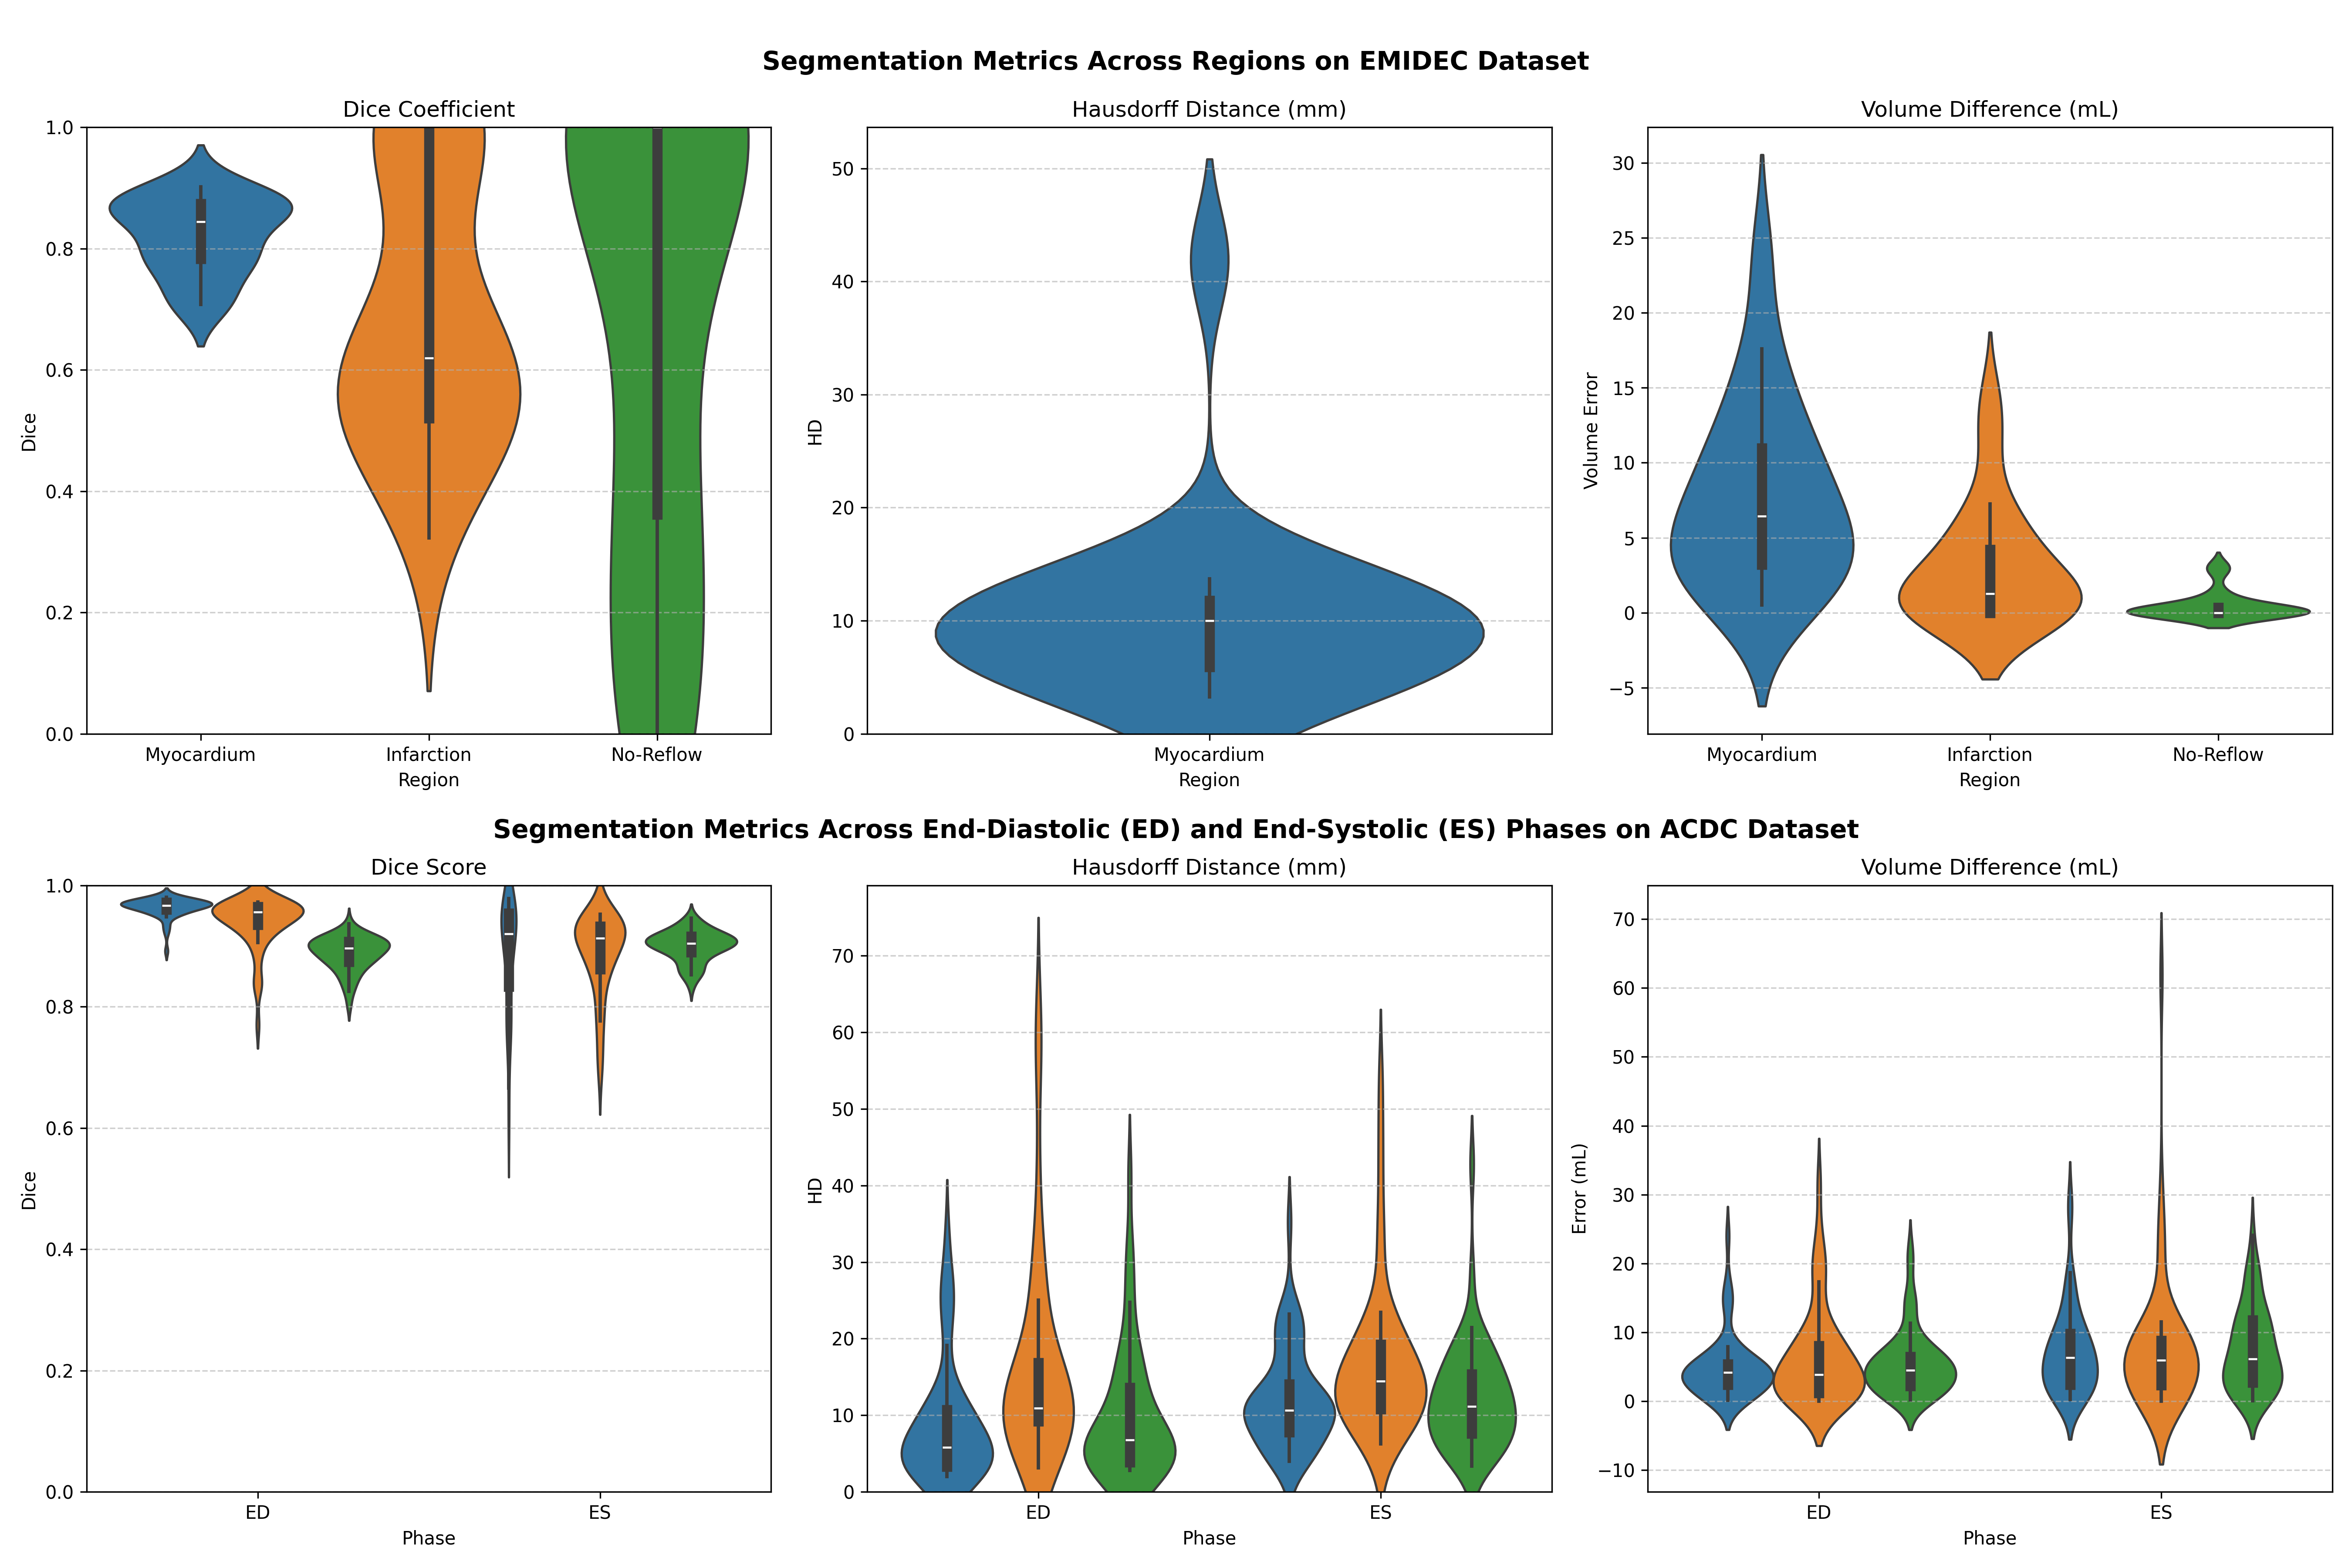 Segmentation Metrics Across Regions on EMIDEC Dataset
Dice Coefficient
1.0
0.8
0.6
0.4
0.2
0.0
Dice
Myocardium Infarction No-Reflow
Region
Hausdorff Distance (mm)
50
40
30
20
10
0
HD
Myocardium
Region
Volume Difference (mL)
30
25
20
15
10
5
0
−5
Volume Error
Myocardium Infarction No-Reflow
Region
Segmentation Metrics Across End-Diastolic (ED) and End-Systolic (ES) Phases on ACDC Dataset
Dice Score
1.0
0.8
0.6
0.4
0.2
0.0
Dice
ED ES
Phase
Hausdorff Distance (mm)
70
60
50
40
30
20
10
0
HD
ED ES
Phase
Volume Difference (mL)
70
60
50
40
30
20
10
0
−10
Error (mL)
ED ES
Phase